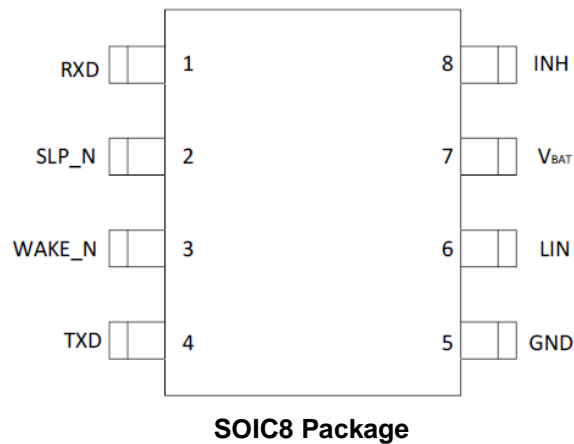 RXD 1 8 INH
SLP_N 2 7 VBAT
WAKE_N 3 6 LIN
TXD 4 5 GND
SOIC8 Package